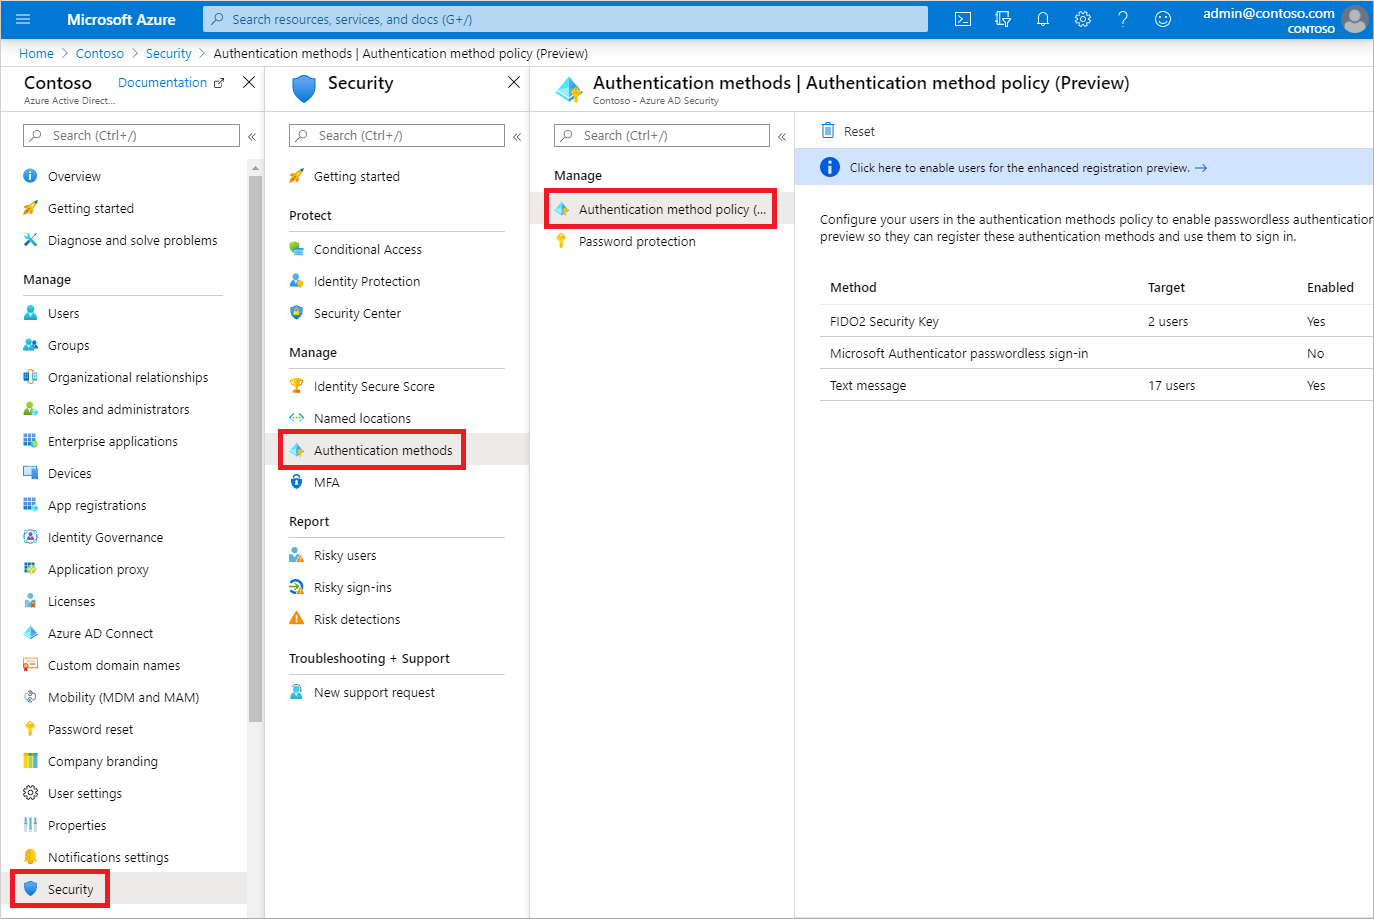 Microsoft Azure
Search resources, services, and docs (G+/)
admin@contoso.com
CONTOSO
Home > Contoso > Security > Authentication methods | Authentication method policy (Preview)
Contoso
Documentation
Azure Active Direct...
Search (Ctrl+/)
Overview
Getting started
Diagnose and solve problems
Manage
Users
Groups
Organizational relationships
Roles and administrators
Enterprise applications
Devices
App registrations
Identity Governance
Application proxy
Licenses
Azure AD Connect
Custom domain names
Mobility (MDM and MAM)
Password reset
Company branding
User settings
Properties
Notifications settings
Security
Security
Search (Ctrl+/)
Getting started
Protect
Conditional Access
Identity Protection
Security Center
Manage
Identity Secure Score
Named locations
Authentication methods
MFA
Report
Risky users
Risky sign-ins
Risk detections
Troubleshooting + Support
New support request
Authentication methods | Authentication method policy (Preview)
Contoso - Azure AD Security
Search (Ctrl+/)
Manage
Authentication method policy (...
Password protection
Reset
Click here to enable users for the enhanced registration preview. →
Configure your users in the authentication methods policy to enable passwordless authentication
preview so they can register these authentication methods and use them to sign in.
Method Target Enabled
FIDO2 Security Key 2 users Yes
Microsoft Authenticator passwordless sign-in No
Text message 17 users Yes